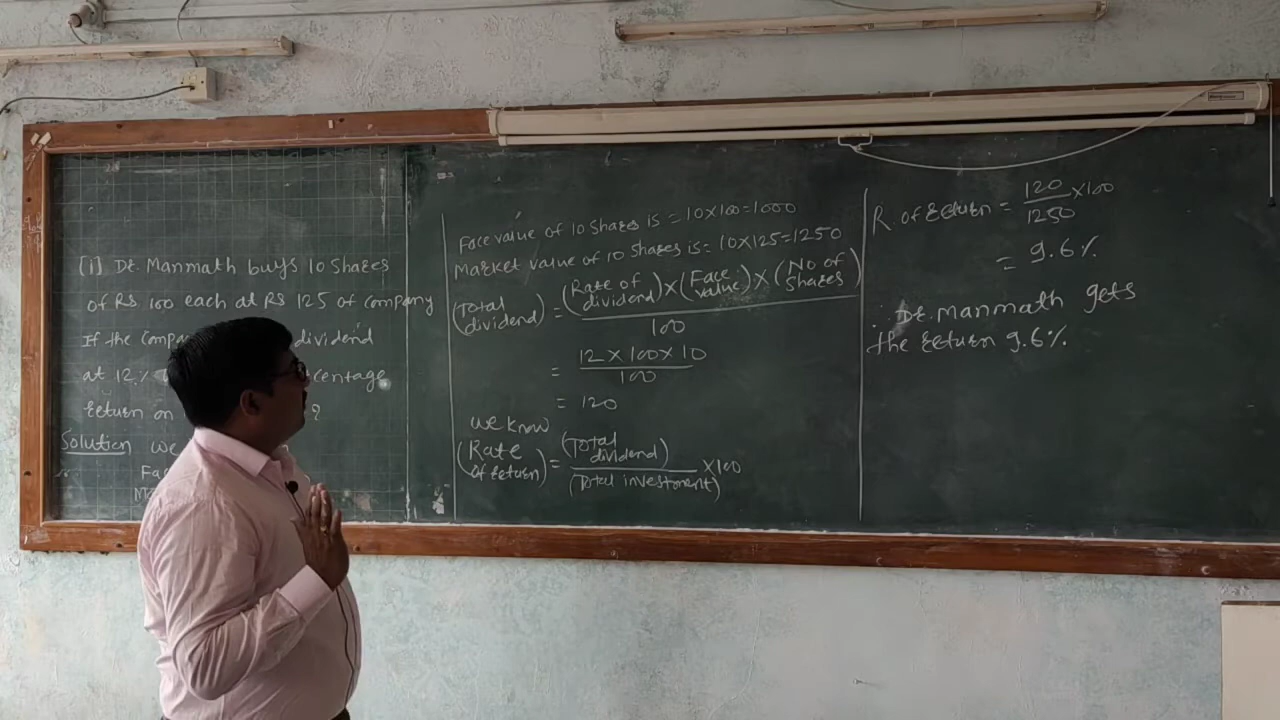 (1) Dr. Manmath buys 10 Shares
of RS 100 each at RS 125 of company
If the compa dividend
at 12% centage
return on ?
Solution we
Fa
M
Face value of 10 Shares is = 10×100=1000
Market value of 10 Shares is= 10×125=1250
(Total dividend) = (Rate of dividend)×(Face value)×(No of Shares)
100
= 12 × 100 × 10
100
= 120
we know
(Rate of return) = (Total dividend)
(Total investment) ×100
R. of return = 120
1250 ×100
= 9.6%
∴ Dr. Manmath gets
the return 9.6%.